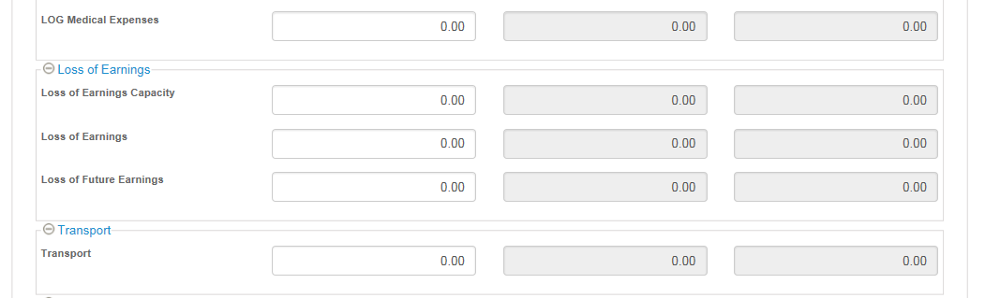 LOG Medical Expenses 0.00 0.00 0.00
Loss of Earnings
Loss of Earnings Capacity 0.00 0.00 0.00
Loss of Earnings 0.00 0.00 0.00
Loss of Future Earnings 0.00 0.00 0.00
Transport
Transport 0.00 0.00 0.00